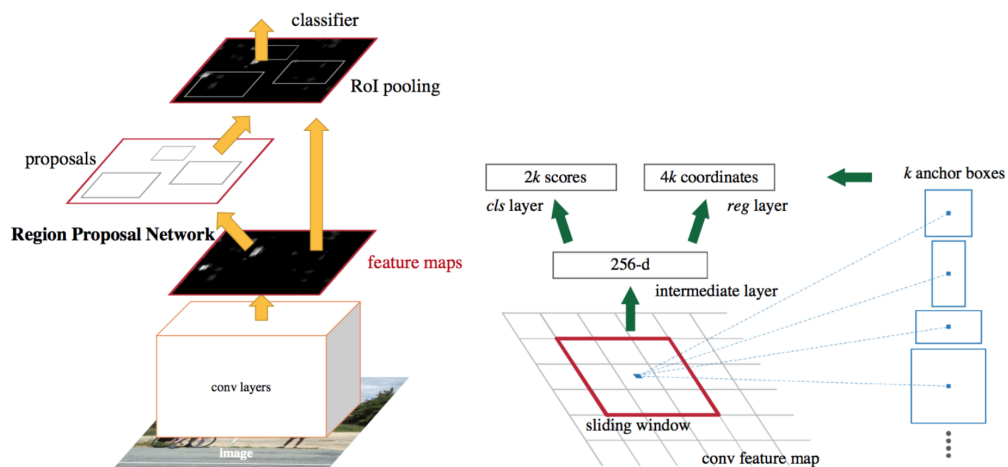 classifier
RoI pooling
proposals
Region Proposal Network
feature maps
conv layers
image
2k scores
4k coordinates
k anchor boxes
cls layer
reg layer
256-d
intermediate layer
sliding window
conv feature map